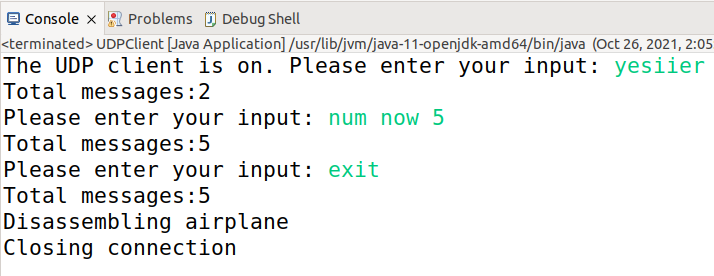 Console Problems Debug Shell
<terminated> UDPClient [Java Application] /usr/lib/jvm/java-11-openjdk-amd64/bin/java (Oct 26, 2021, 2:05
The UDP client is on. Please enter your input: yesiier
Total messages:2
Please enter your input: num now 5
Total messages:5
Please enter your input: exit
Total messages:5
Disassembling airplane
Closing connection